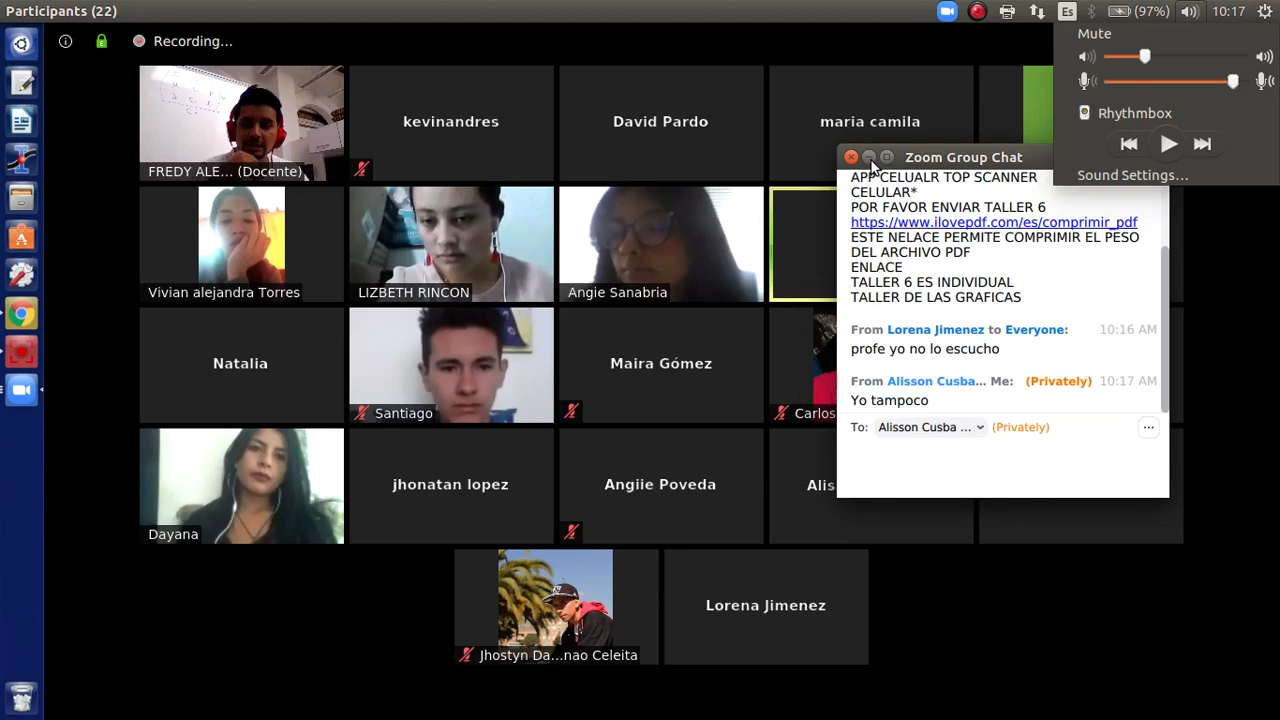 Participants (22)
Es
(97%)
10:17
Recording...
Mute
Rhythmbox
Sound Settings...
FREDY ALE... (Docente)
kevinandres
David Pardo
maria camila
Zoom Group Chat
APP CELUALR TOP SCANNER
CELULAR*
POR FAVOR ENVIAR TALLER 6
https://www.ilovepdf.com/es/comprimir_pdf
ESTE NELACE PERMITE COMPRIMIR EL PESO
DEL ARCHIVO PDF
ENLACE
TALLER 6 ES INDIVIDUAL
TALLER DE LAS GRAFICAS
From Lorena Jimenez to Everyone: 10:16 AM
profe yo no lo escucho
From Alisson Cusba... Me: (Privately) 10:17 AM
Yo tampoco
To: Alisson Cusba ... (Privately)
Vivian alejandra Torres
LIZBETH RINCON
Angie Sanabria
Natalia
Santiago
Maira Gómez
Carlos
Dayana
jhonatan lopez
Angiie Poveda
Alis
Jhostyn Da...nao Celeita
Lorena Jimenez